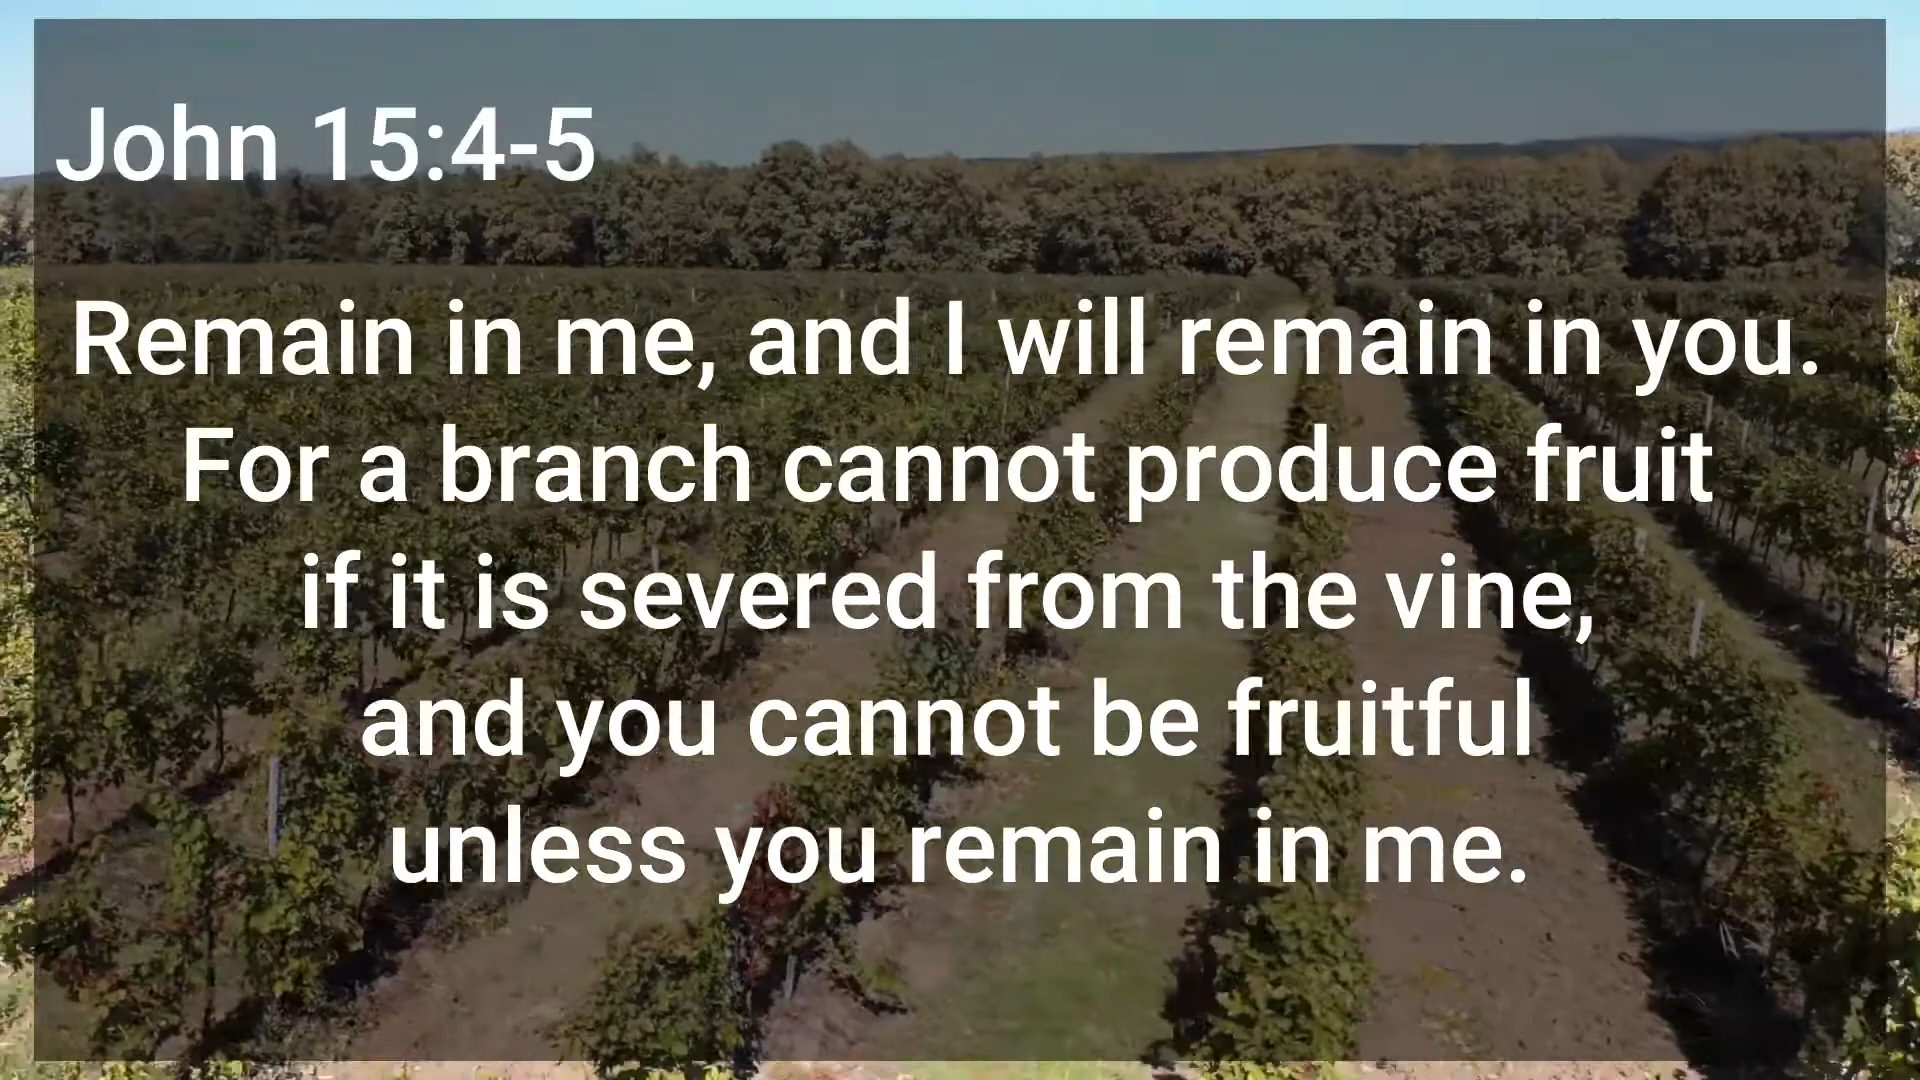 John 15:4-5
Remain in me, and I will remain in you.
For a branch cannot produce fruit
if it is severed from the vine,
and you cannot be fruitful
unless you remain in me.